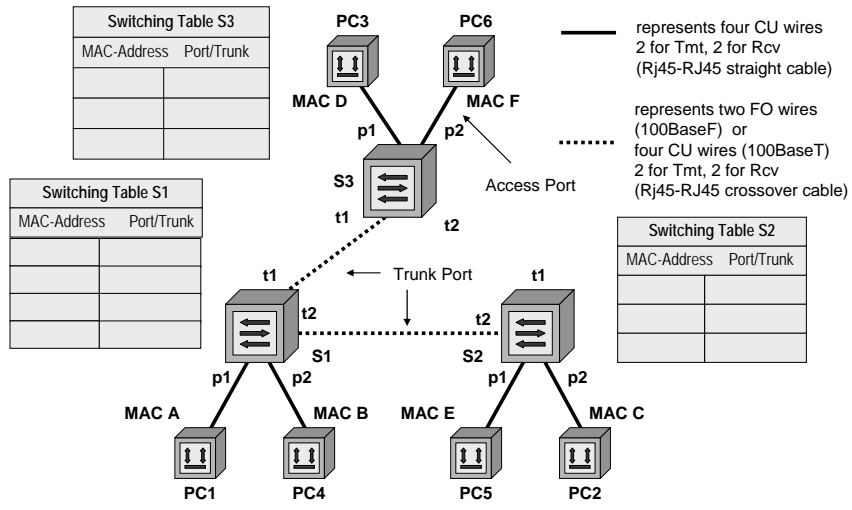 Switching Table S3
MAC-Address Port/Trunk
PC3
PC6
MAC D
MAC F
p1
p2
S3
t1
t2
Access Port
represents four CU wires
2 for Tmt, 2 for Rcv
(Rj45-RJ45 straight cable)
represents two FO wires
(100BaseF) or
four CU wires (100BaseT)
2 for Tmt, 2 for Rcv
(Rj45-RJ45 crossover cable)
Switching Table S1
MAC-Address Port/Trunk
Switching Table S2
MAC-Address Port/Trunk
t1
Trunk Port
t1
t2
t2
S1
S2
p1
p2
p1
p2
MAC A
MAC B
MAC E
MAC C
PC1
PC4
PC5
PC2